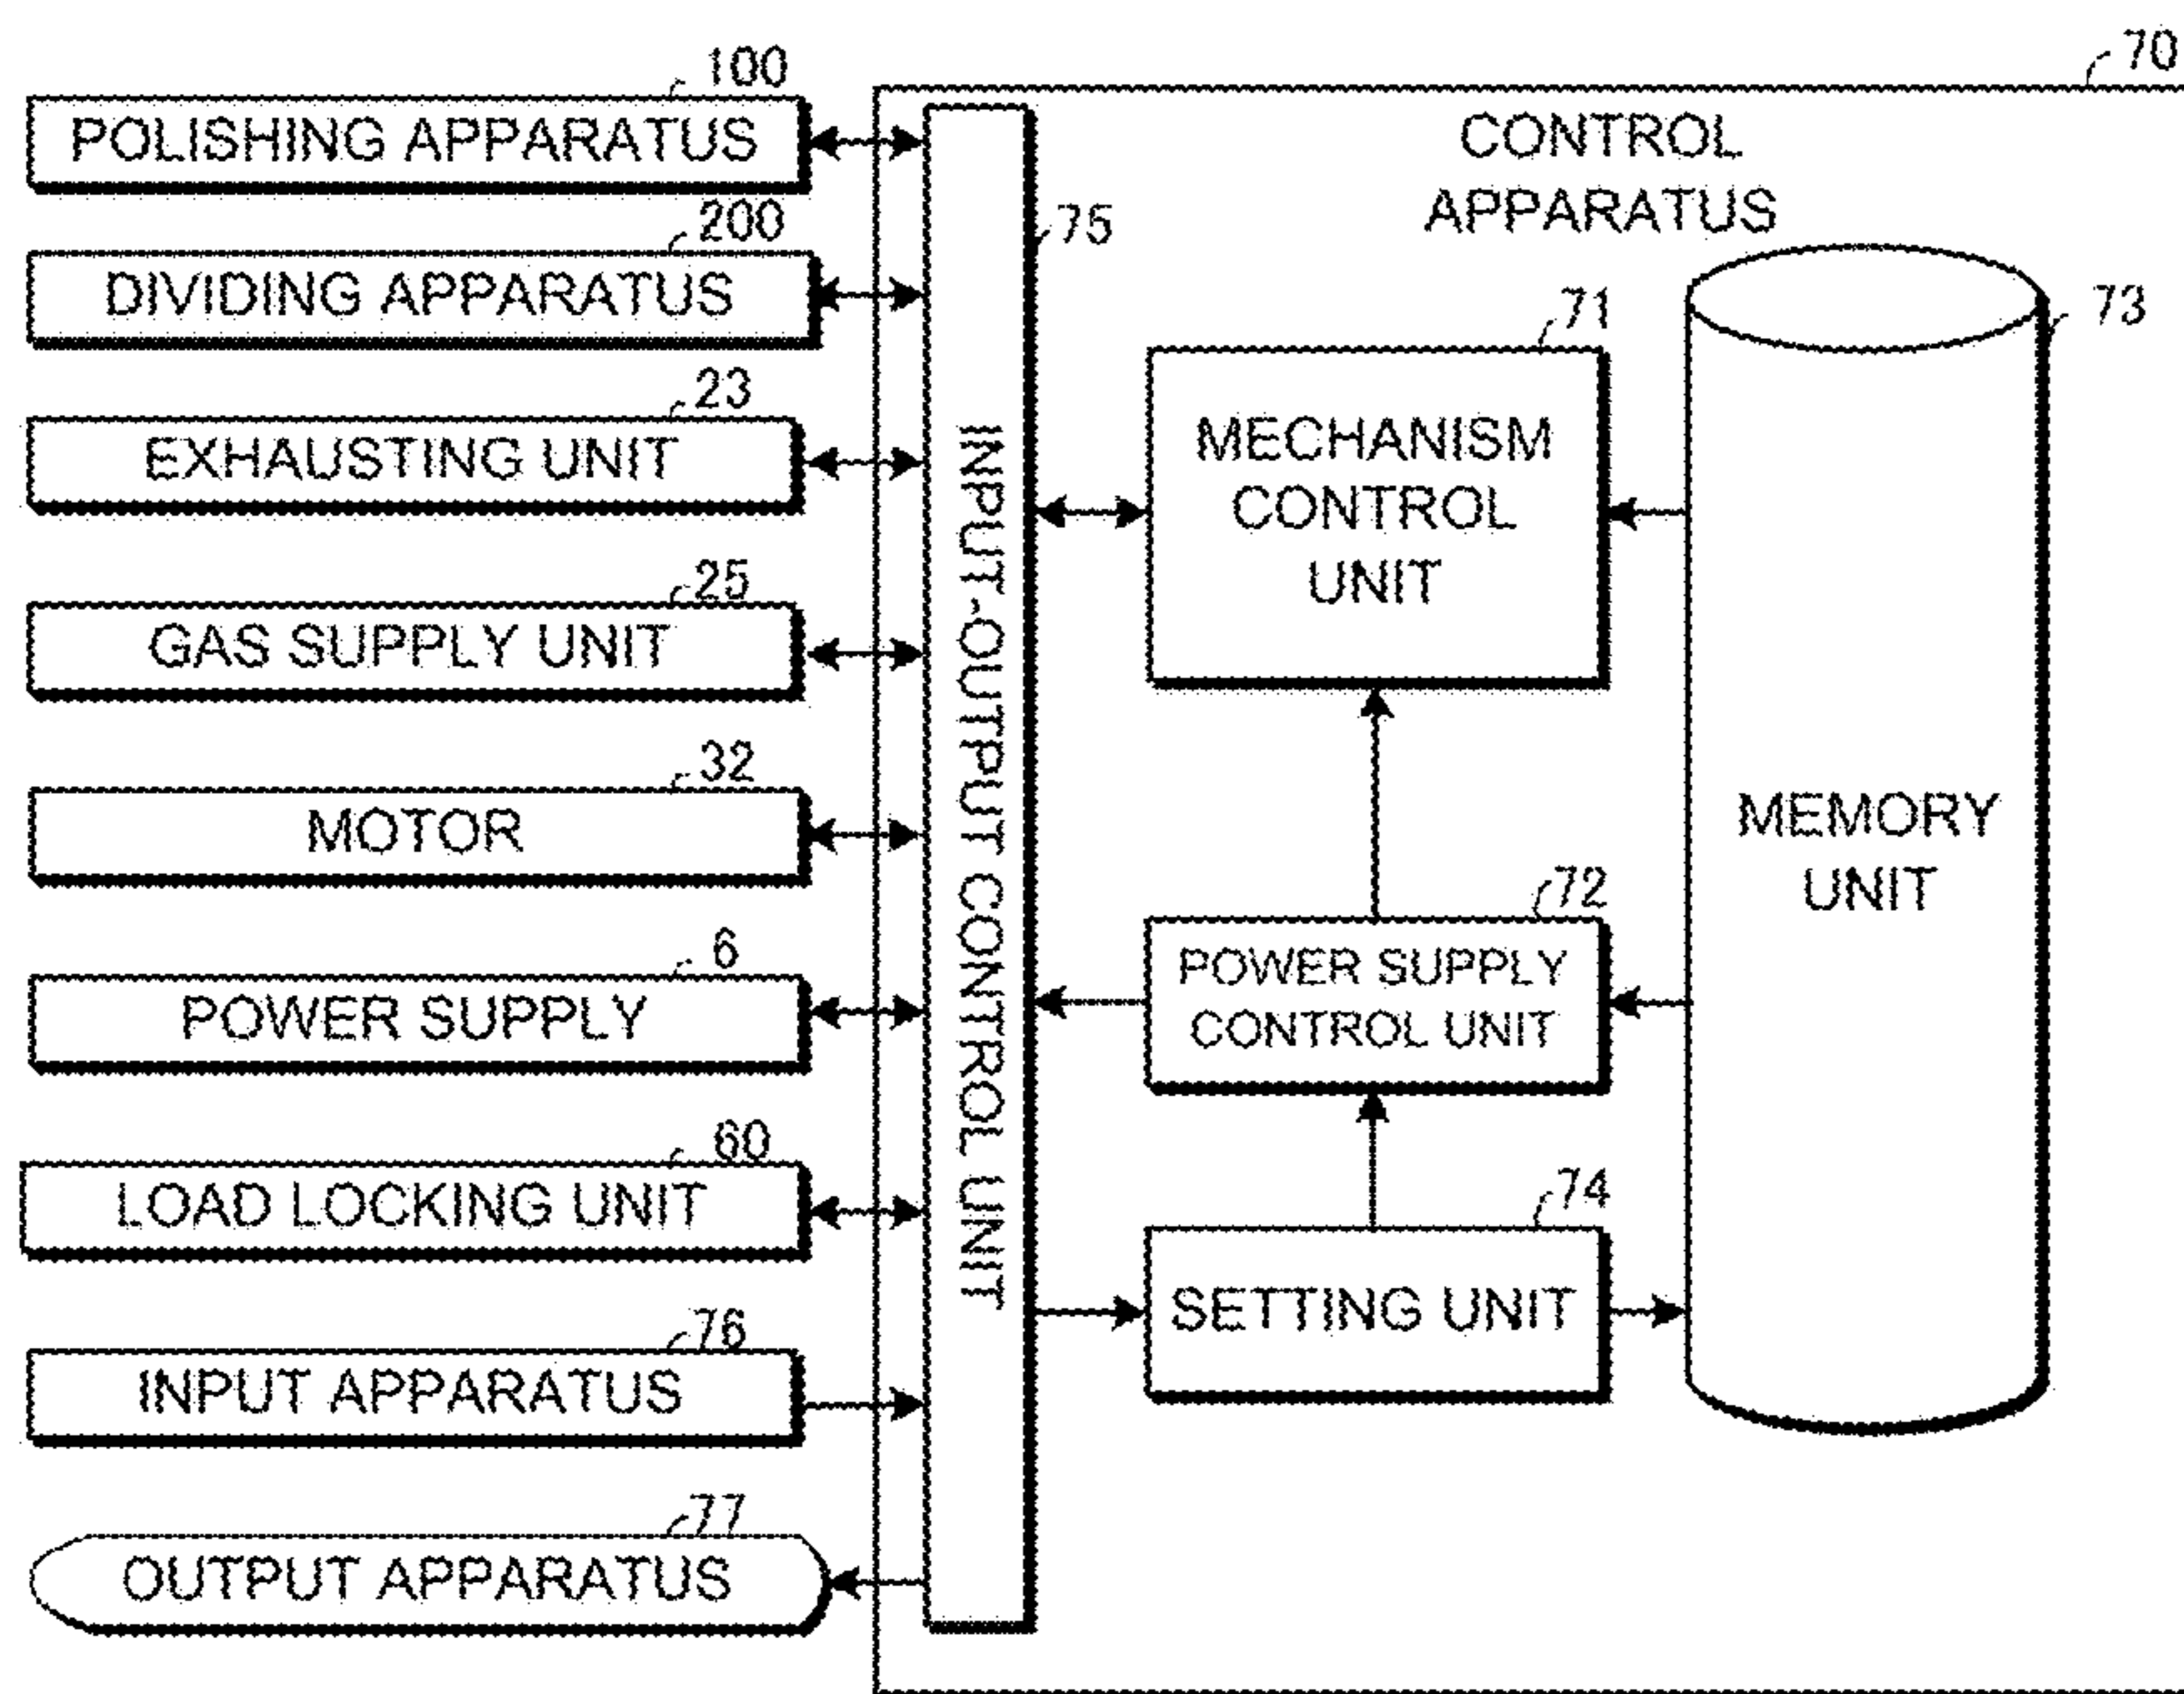 100
POLISHING APPARATUS
200
DIVIDING APPARATUS
23
EXHAUSTING UNIT
25
GAS SUPPLY UNIT
32
MOTOR
6
POWER SUPPLY
60
LOAD LOCKING UNIT
76
INPUT APPARATUS
77
OUTPUT APPARATUS
70
CONTROL
APPARATUS
75
INPUT-OUTPUT CONTROL UNIT
71
MECHANISM
CONTROL
UNIT
72
POWER SUPPLY
CONTROL UNIT
74
SETTING UNIT
73
MEMORY
UNIT